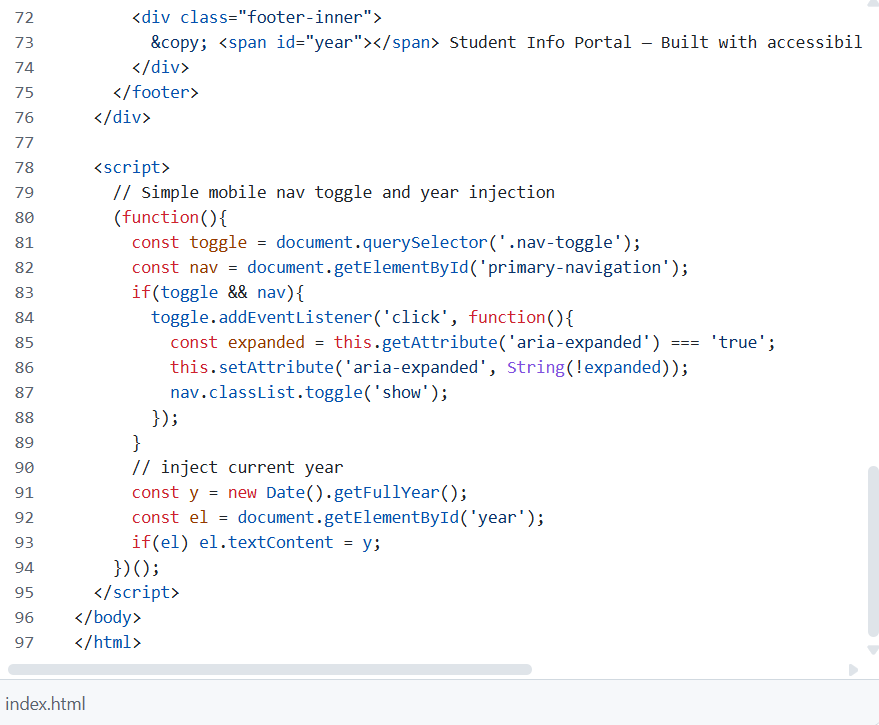 72 <div class="footer-inner">
73 &copy; <span id="year"></span> Student Info Portal — Built with accessibil
74 </div>
75 </footer>
76 </div>
77
78 <script>
79 // Simple mobile nav toggle and year injection
80 (function(){
81 const toggle = document.querySelector('.nav-toggle');
82 const nav = document.getElementById('primary-navigation');
83 if(toggle && nav){
84 toggle.addEventListener('click', function(){
85 const expanded = this.getAttribute('aria-expanded') === 'true';
86 this.setAttribute('aria-expanded', String(!expanded));
87 nav.classList.toggle('show');
88 });
89 }
90 // inject current year
91 const y = new Date().getFullYear();
92 const el = document.getElementById('year');
93 if(el) el.textContent = y;
94 })();
95 </script>
96 </body>
97 </html>
index.html